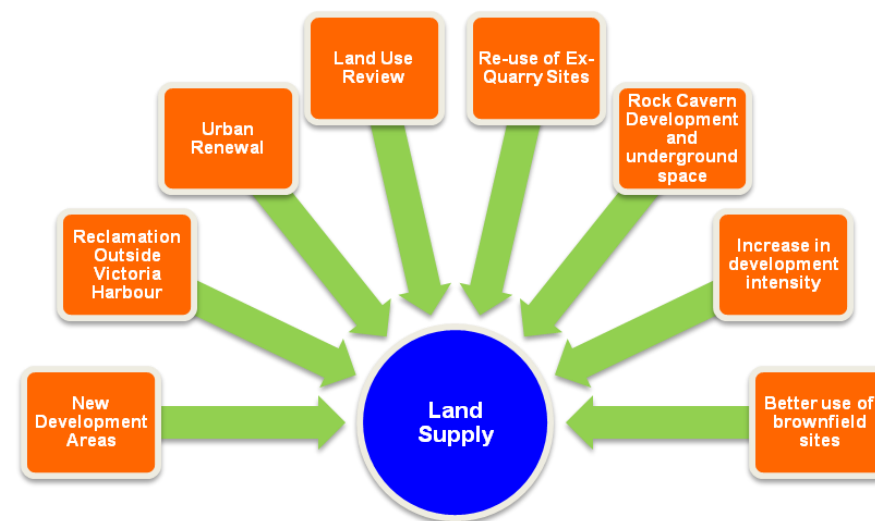 New
Development
Areas
Reclamation
Outside
Victoria
Harbour
Urban
Renewal
Land Use
Review
Re-use of Ex-
Quarry Sites
Rock Cavern
Development
and
underground
space
Increase in
development
intensity
Better use of
brownfield
sites
Land
Supply